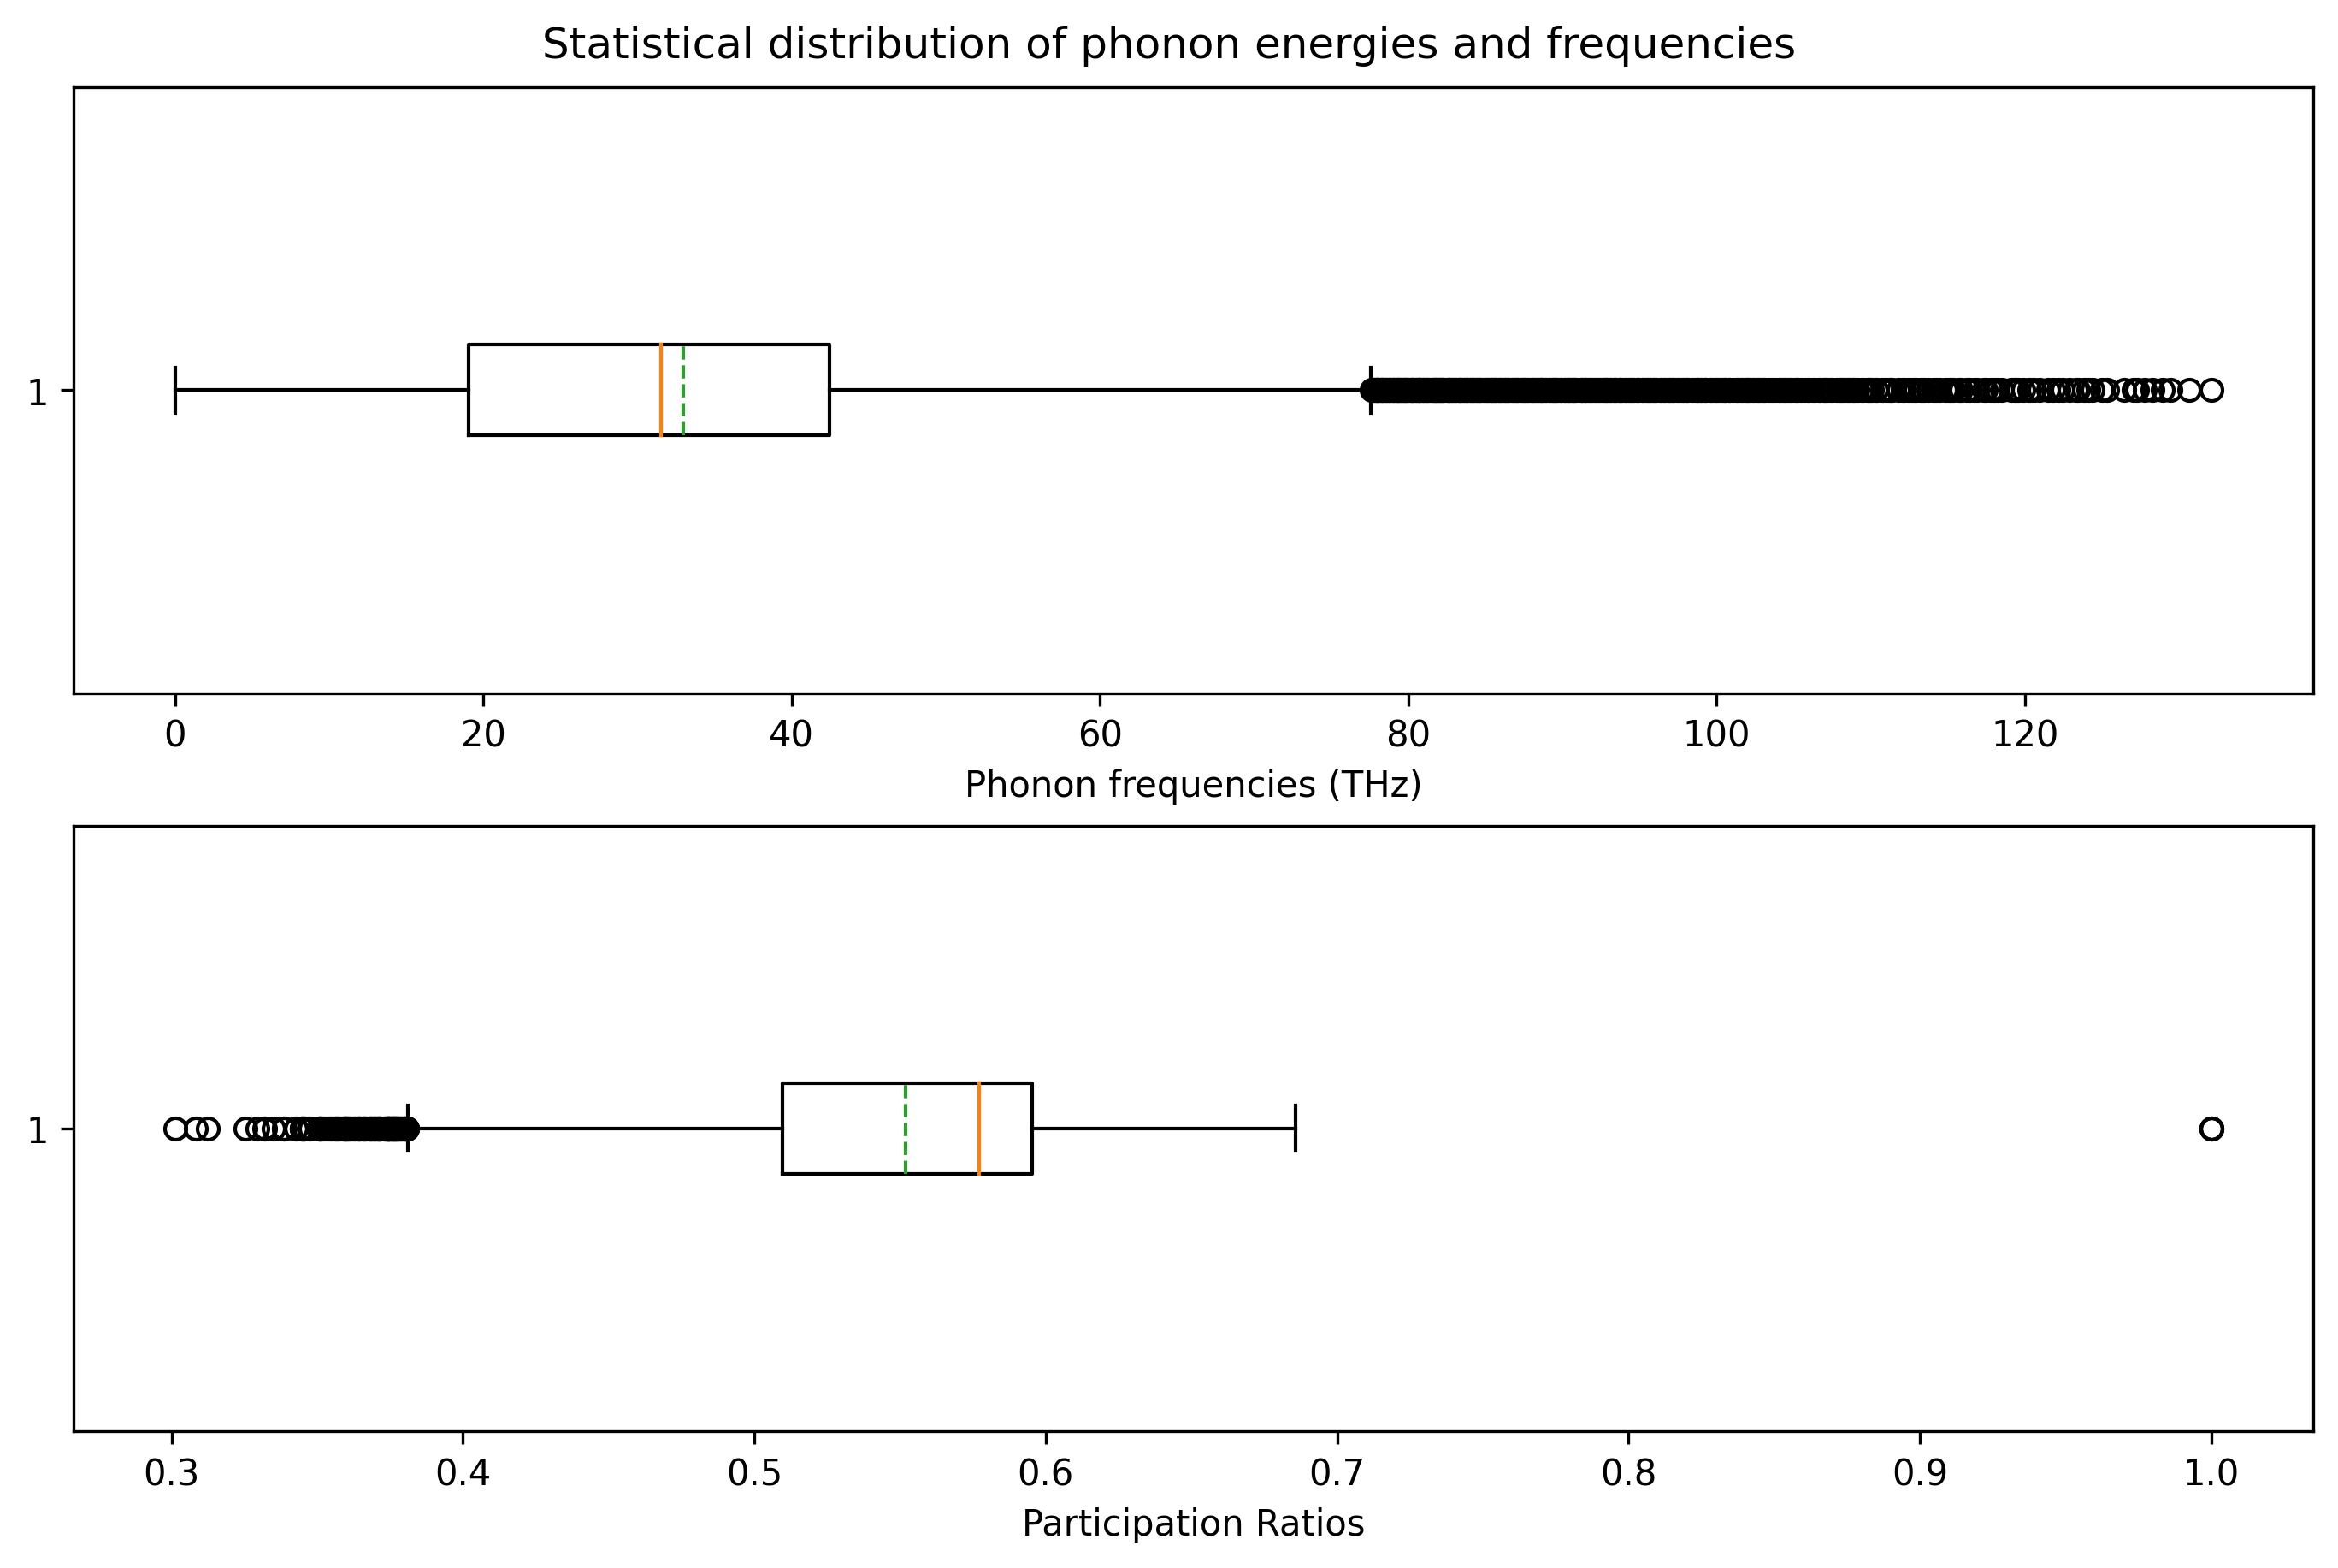 Statistical distribution of phonon energies and frequencies
1
0 20 40 60 80 100 120
Phonon frequencies (THz)
1
0.3 0.4 0.5 0.6 0.7 0.8 0.9 1.0
Participation Ratios